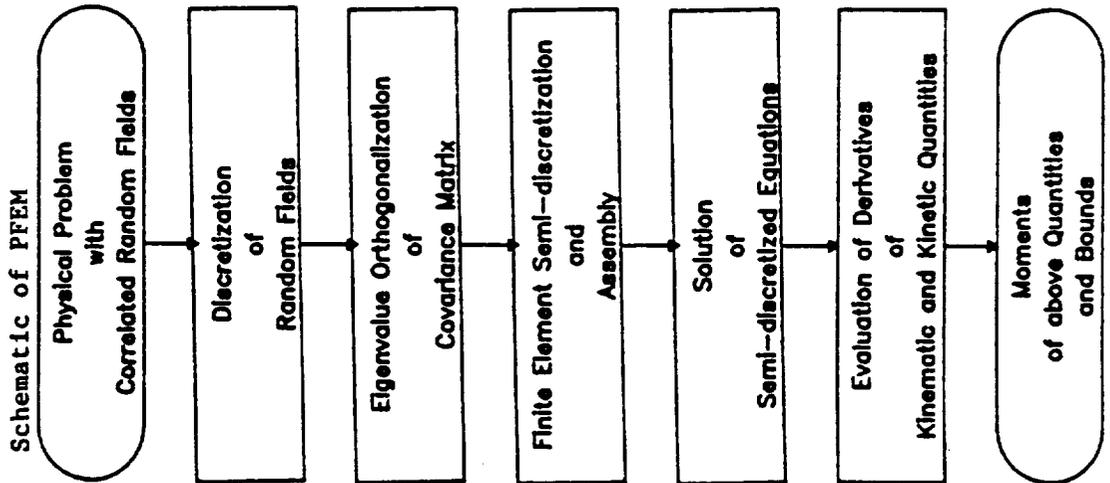 Schematic of PFEM
Physical Problem
with
Correlated Random Fields
Discretization
of
Random Fields
Eigenvalue Orthogonalization
of
Covariance Matrix
Finite Element Semi-discretization
and
Assembly
Solution
of
Semi-discretized Equations
Evaluation of Derivatives
of
Kinematic and Kinetic Quantities
Moments
of above Quantities
and Bounds